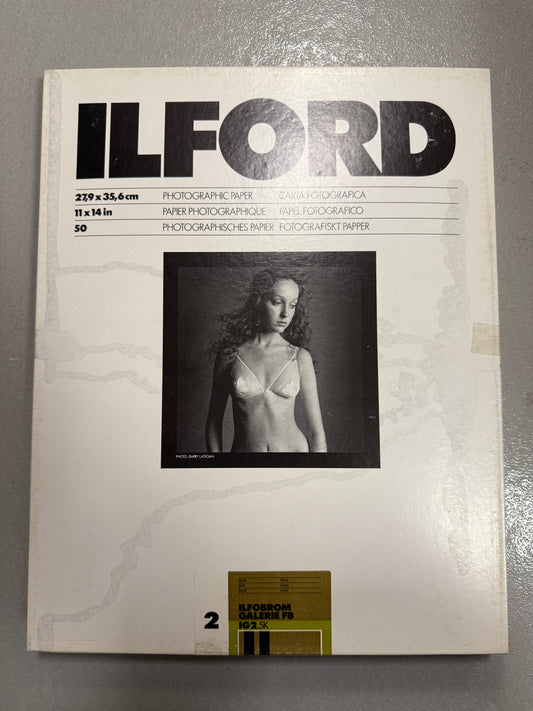 ILFORD
27,9 x 35,6 cm PHOTOGRAPHIC PAPER CARTA FOTOGRAFICA
11 x 14 in PAPIER PHOTOGRAPHIQUE PAPEL FOTOGRAFICO
50 PHOTOGRAPHISCHES PAPIER FOTOGRAFISKT PAPPER
PHOTO: BARRY LATEGAN
2
ILFOBROM
GALERIE FB
IG2.5K